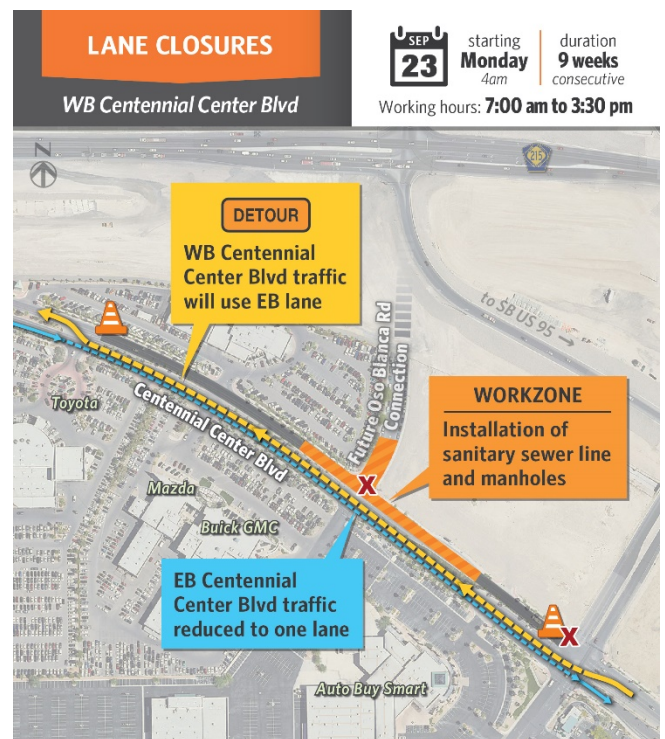 LANE CLOSURES
WB Centennial Center Blvd
SEP
23
starting
Monday
4am
duration
9 weeks
consecutive
Working hours: 7:00 am to 3:30 pm
N
215
DETOUR
WB Centennial
Center Blvd traffic
will use EB lane
to SB US 95
Future Oso Blanca Rd
Connection
Toyota
Centennial Center Blvd
WORKZONE
Installation of
sanitary sewer line
and manholes
X
Mazda
Buick GMC
EB Centennial
Center Blvd traffic
reduced to one lane
X
Auto Buy Smart